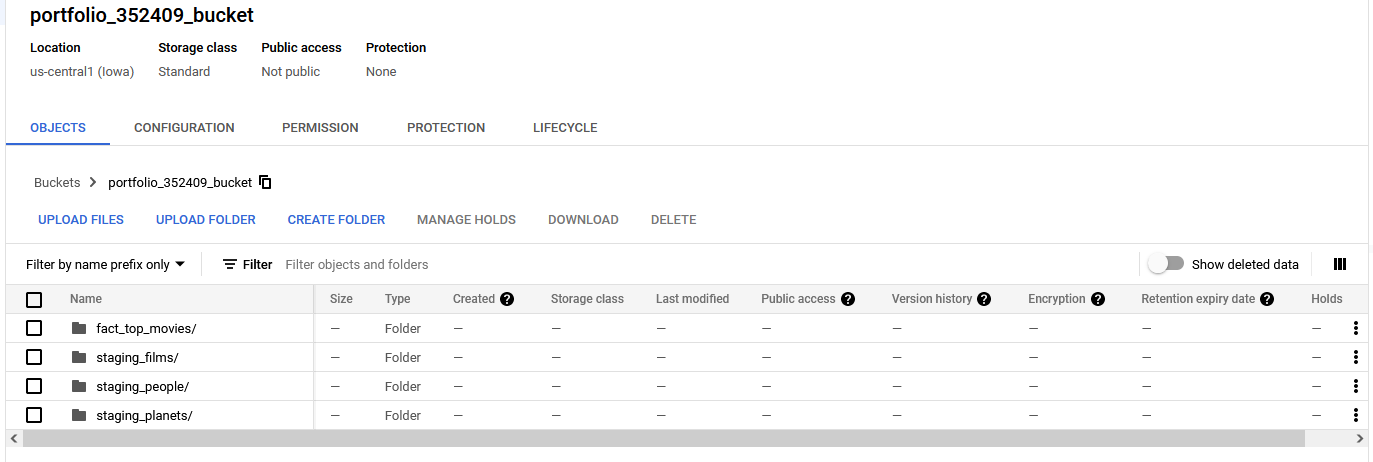 portfolio_352409_bucket
Location Storage class Public access Protection
us-central1 (Iowa) Standard Not public None
OBJECTS CONFIGURATION PERMISSION PROTECTION LIFECYCLE
Buckets > portfolio_352409_bucket
UPLOAD FILES UPLOAD FOLDER CREATE FOLDER MANAGE HOLDS DOWNLOAD DELETE
Filter by name prefix only Filter Filter objects and folders Show deleted data
Name Size Type Created ? Storage class Last modified Public access ? Version history ? Encryption ? Retention expiry date ? Holds
fact_top_movies/ — Folder — — — — — — — —
staging_films/ — Folder — — — — — — — —
staging_people/ — Folder — — — — — — — —
staging_planets/ — Folder — — — — — — — —